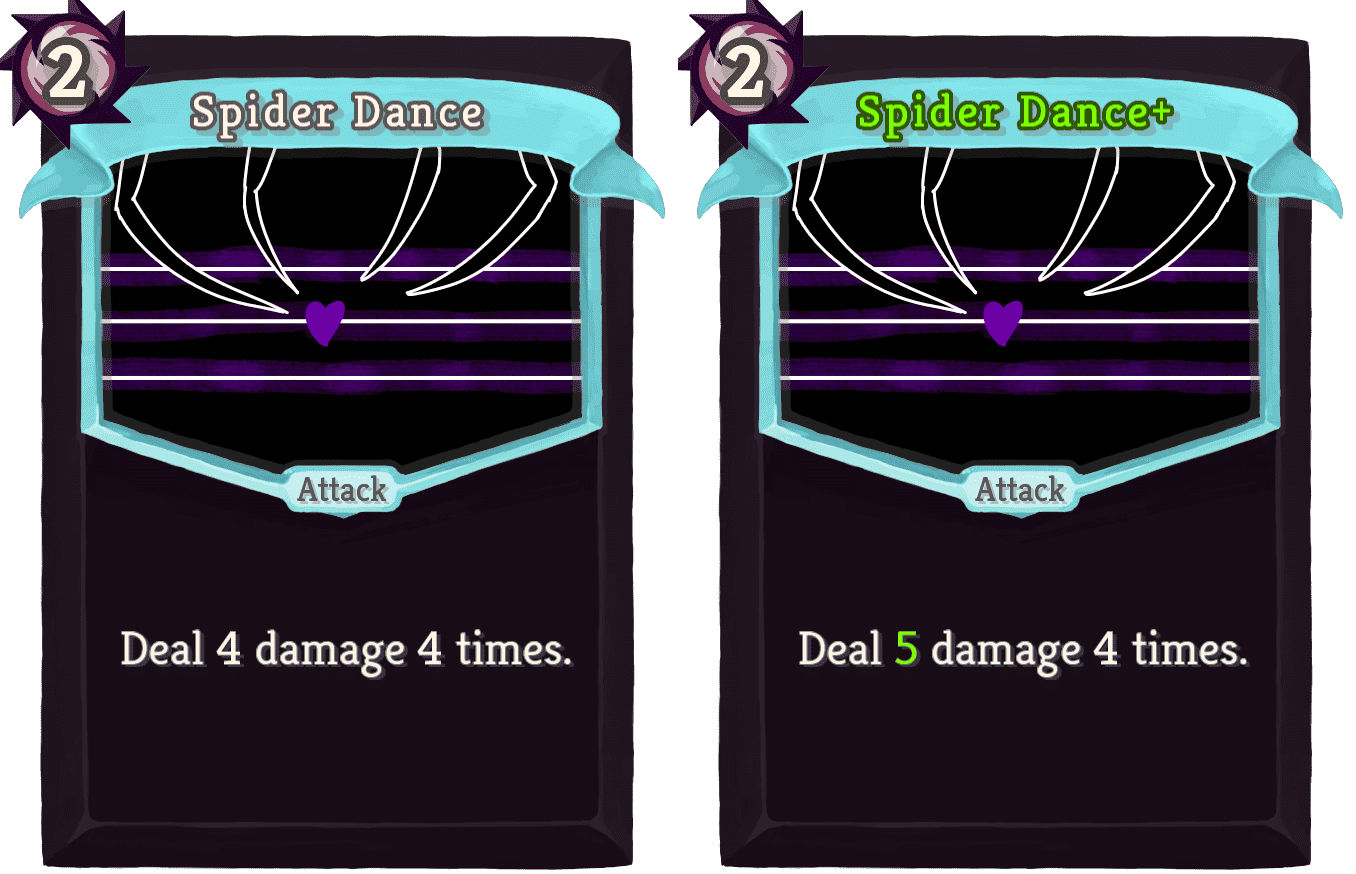 2
Spider Dance
Attack
Deal 4 damage 4 times.
2
Spider Dance+
Attack
Deal 5 damage 4 times.